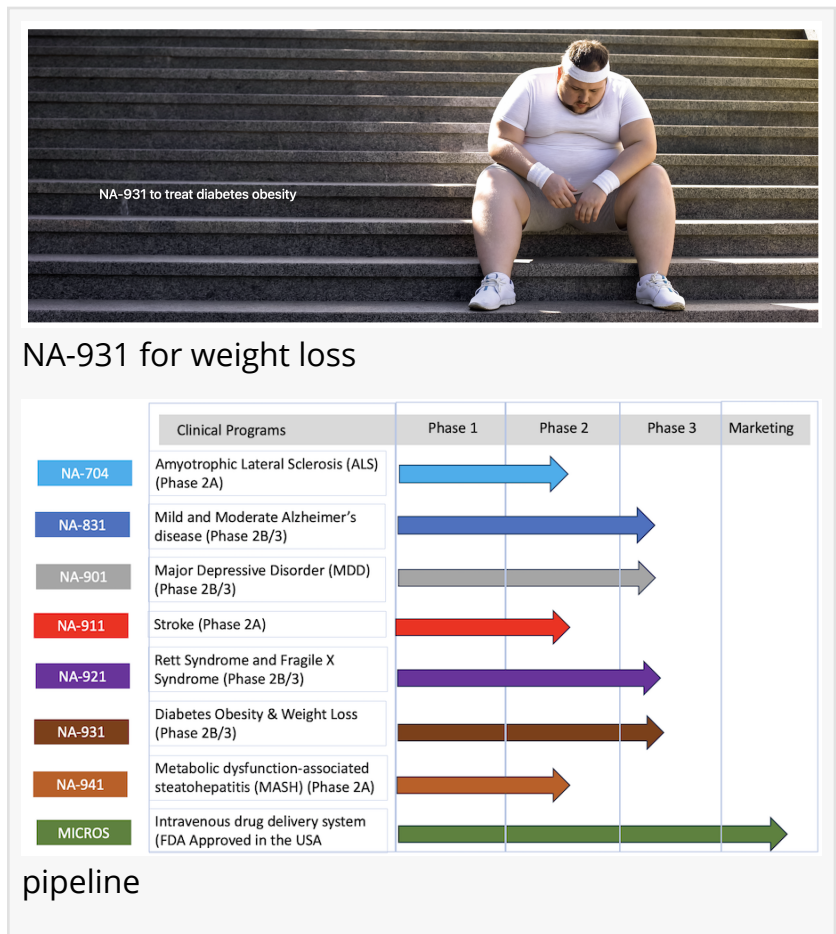 NA-931 to treat diabetes obesity
NA-931 for weight loss
Clinical Programs Phase 1 Phase 2 Phase 3 Marketing
NA-704
Amyotrophic Lateral Sclerosis (ALS)
(Phase 2A)
NA-831
Mild and Moderate Alzheimer's
disease (Phase 2B/3)
NA-901
Major Depressive Disorder (MDD)
(Phase 2B/3)
NA-911
Stroke (Phase 2A)
NA-921
Rett Syndrome and Fragile X
Syndrome (Phase 2B/3)
NA-931
Diabetes Obesity & Weight Loss
(Phase 2B/3)
NA-941
Metabolic dysfunction-associated
steatohepatitis (MASH) (Phase 2A)
MICROS
Intravenous drug delivery system
(FDA Approved in the USA
pipeline